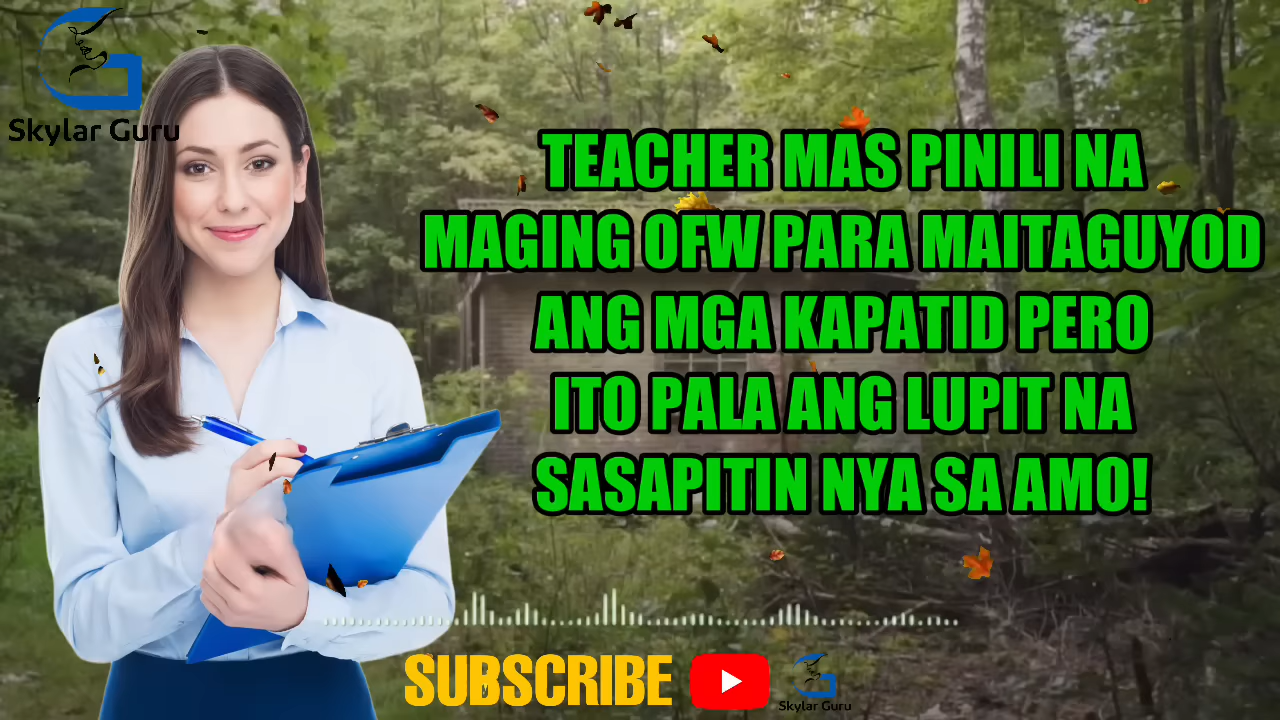 Skylar Guru
TEACHER MAS PINILI NA
MAGING OFW PARA MAITAGUYOD
ANG MGA KAPATID PERO
ITO PALA ANG LUPIT NA
SASAPITIN NYA SA AMO!
SUBSCRIBE
Skylar Guru